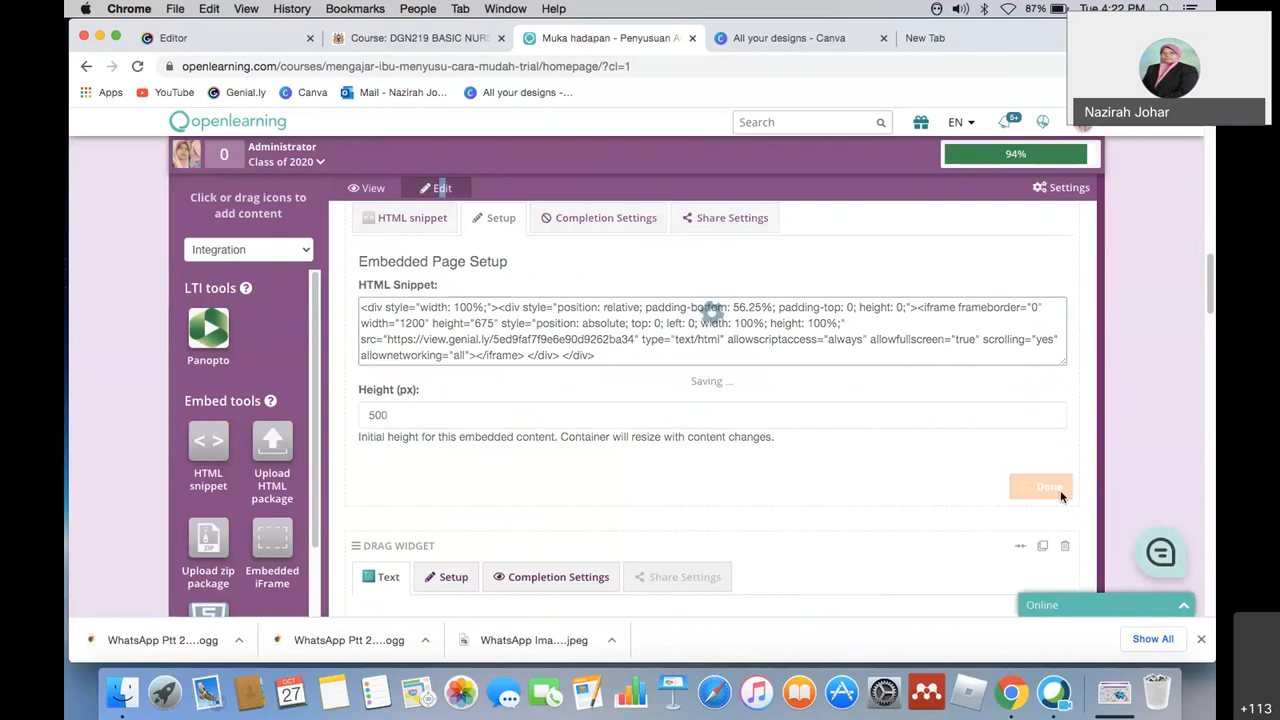 Chrome File Edit View History Bookmarks People Tab Window Help 87% Tue 4:22 PM
Editor
Course: DGN219 BASIC NURS
Muka hadapan - Penyusuan A
All your designs - Canva
New Tab
openlearning.com/courses/mengajar-ibu-menyusu-cara-mudah-trial/homepage/?cl=1
Apps YouTube Genial.ly Canva Mail - Nazirah Jo... All your designs -...
Nazirah Johar
openlearning
Search
EN
5+
0
Administrator
Class of 2020
94%
Click or drag icons to
add content
View
Edit
Settings
HTML snippet
Setup
Completion Settings
Share Settings
Integration
Embedded Page Setup
LTI tools
HTML Snippet:
<div style="width: 100%;"><div style="position: relative; padding-bottom: 56.25%; padding-top: 0; height: 0;"><iframe frameborder="0"
width="1200" height="675" style="position: absolute; top: 0; left: 0; width: 100%; height: 100%;"
src="https://view.genial.ly/5ed9faf7f9e6e90d9262ba34" type="text/html" allowscriptaccess="always" allowfullscreen="true" scrolling="yes"
allownetworking="all"></iframe> </div> </div>
Panopto
Saving ...
Height (px):
Embed tools
500
Initial height for this embedded content. Container will resize with content changes.
HTML
snippet
Upload
HTML
package
Done
Upload zip
package
Embedded
iFrame
DRAG WIDGET
Text
Setup
Completion Settings
Share Settings
Online
WhatsApp Ptt 2....ogg
WhatsApp Ptt 2....ogg
WhatsApp Ima....jpeg
Show All
OCT
27
+113